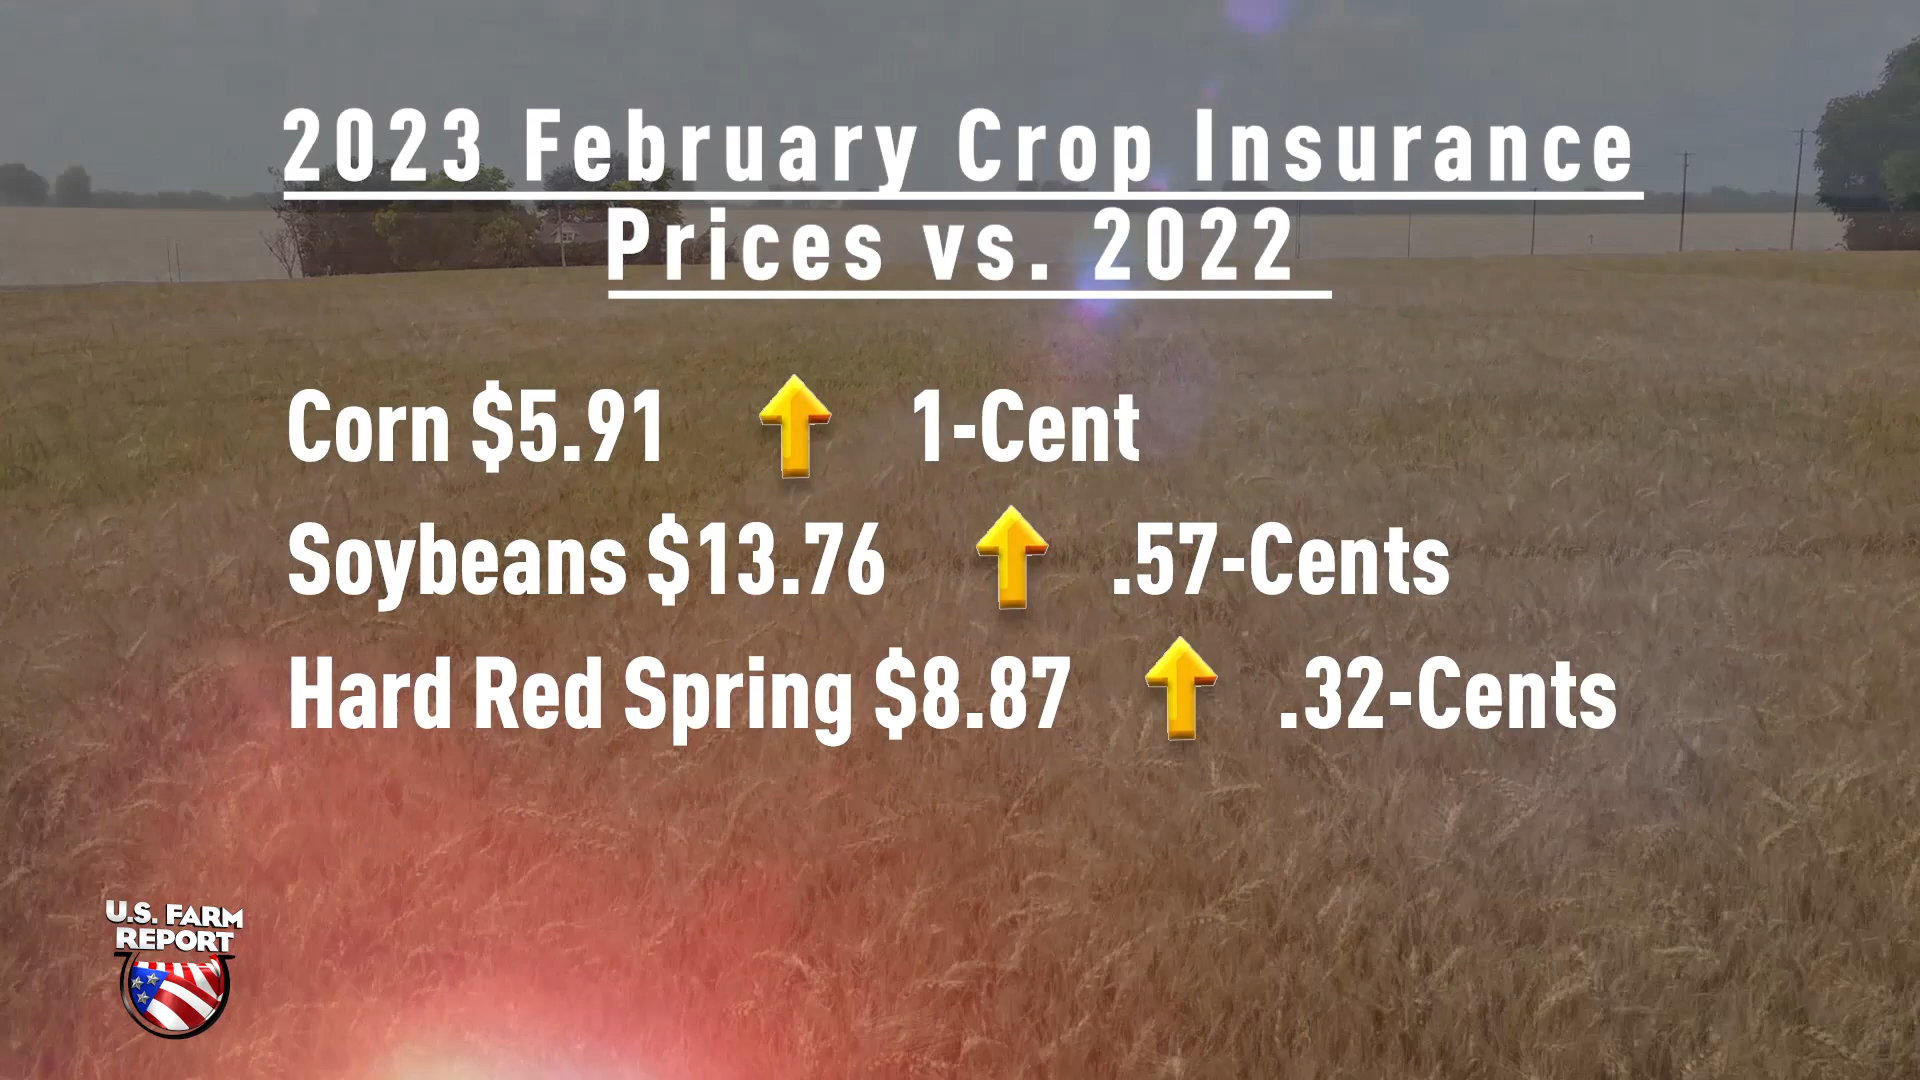 2023 February Crop Insurance
Prices vs. 2022
Corn $5.91 1-Cent
Soybeans $13.76 .57-Cents
Hard Red Spring $8.87 .32-Cents
U.S. FARM
REPORT